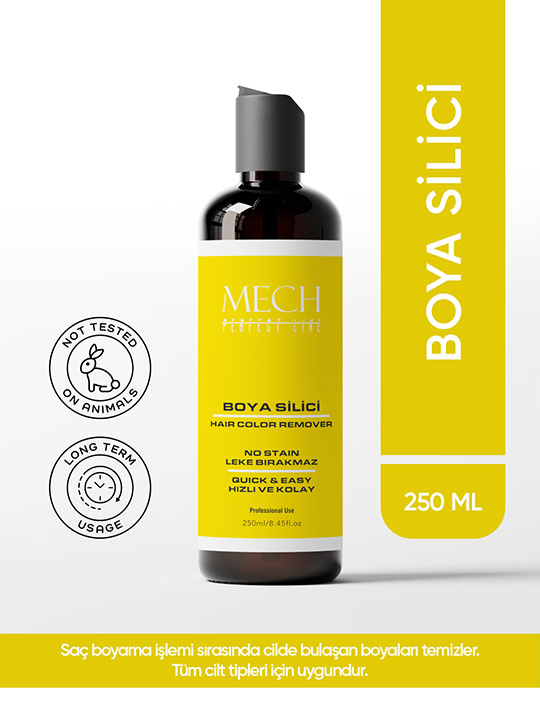 BOYA SİLİCİ
250 ML
MECH
PERFECT LINE
BOYA SİLİCİ
HAIR COLOR REMOVER
NO STAIN
LEKE BIRAKMAZ
QUICK & EASY
HIZLI VE KOLAY
Professional Use
250ml/8.45fl.oz
NOT TESTED
ON ANIMALS
LONG TERM
USAGE
Saç boyama işlemi sırasında cilde bulaşan boyaları temizler.
Tüm cilt tipleri için uygundur.